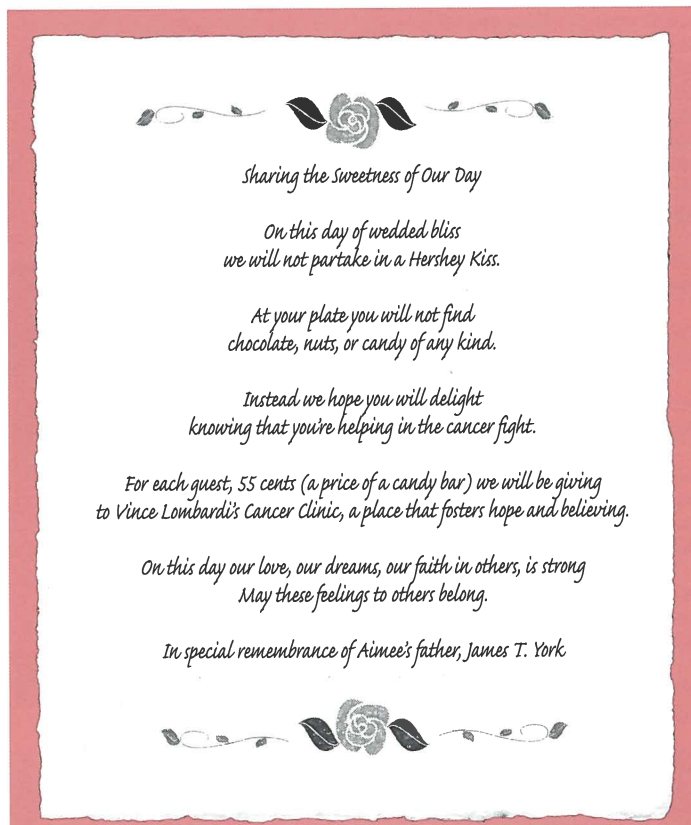 Sharing the Sweetness of Our Day
On this day of wedded bliss
we will not partake in a Hershey Kiss.
At your plate you will not find
chocolate, nuts, or candy of any kind.
Instead we hope you will delight
knowing that you're helping in the cancer fight.
For each guest, 55 cents (a price of a candy bar) we will be giving
to Vince Lombardi's Cancer Clinic, a place that fosters hope and believing.
On this day our love, our dreams, our faith in others, is strong
May these feelings to others belong.
In special remembrance of Aimee's father, James T. York